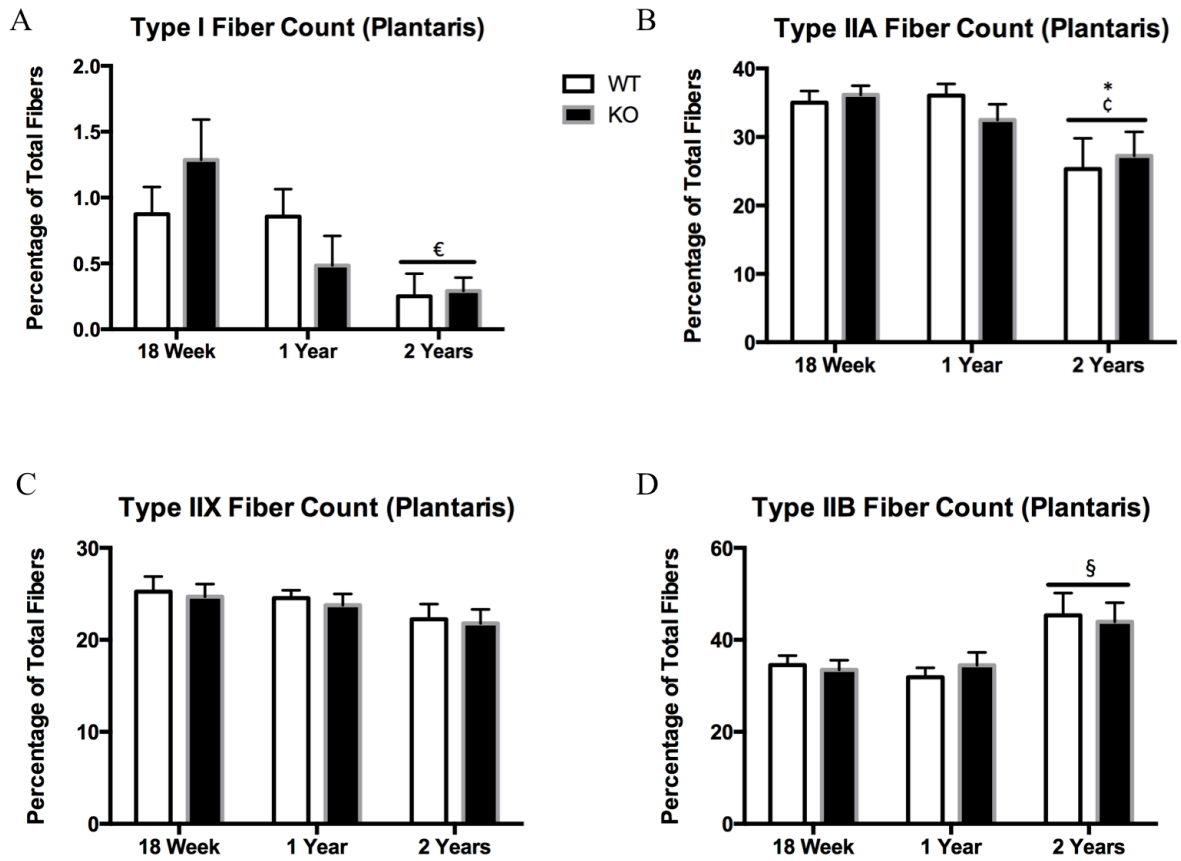 A
Type I Fiber Count (Plantaris)
Percentage of Total Fibers
2.0
1.5
1.0
0.5
0.0
€
18 Week 1 Year 2 Years
WT
KO
B
Type IIA Fiber Count (Plantaris)
Percentage of Total Fibers
40
30
20
10
0
*
¢
18 Week 1 Year 2 Years
C
Type IIX Fiber Count (Plantaris)
Percentage of Total Fibers
30
20
10
0
18 Week 1 Year 2 Years
D
Type IIB Fiber Count (Plantaris)
Percentage of Total Fibers
60
40
20
0
§
18 Week 1 Year 2 Years